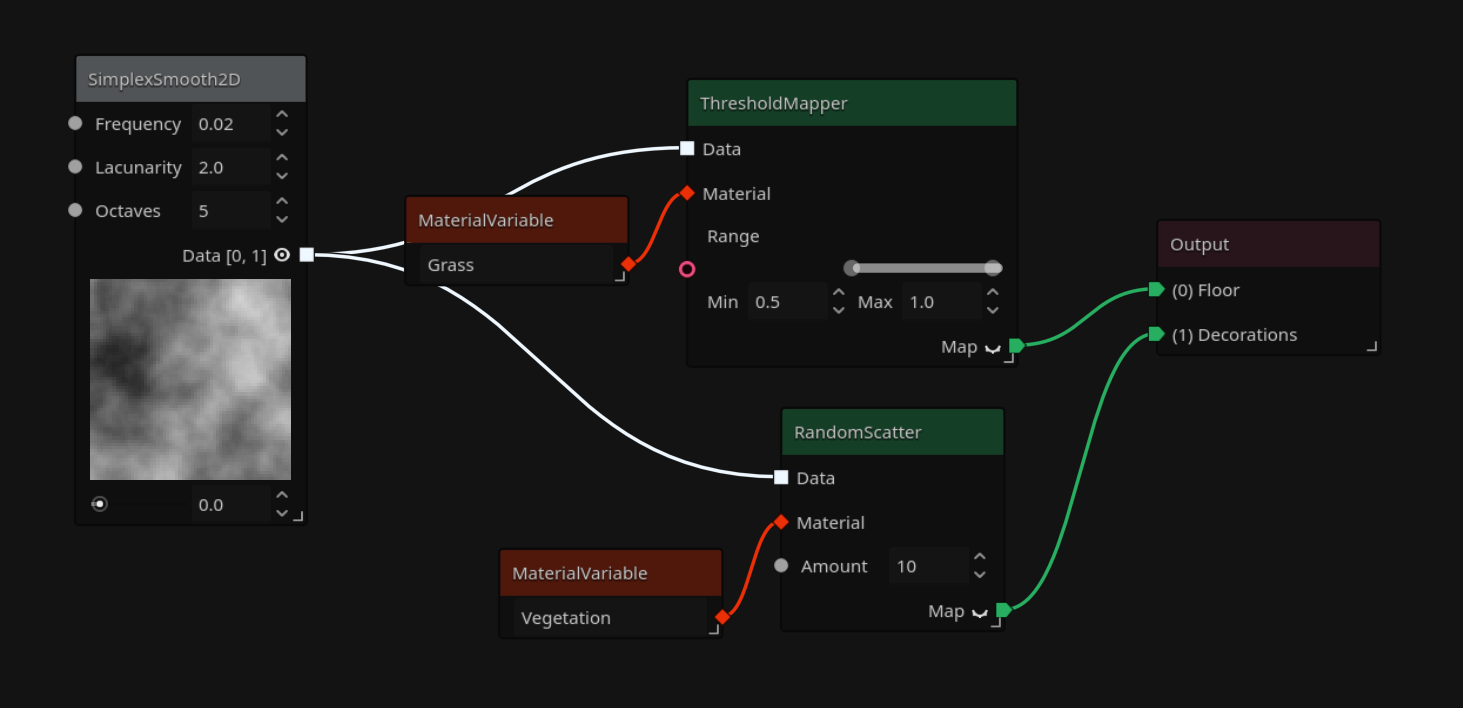 SimplexSmooth2D
Frequency 0.02
Lacunarity 2.0
Octaves 5
Data [0, 1]
0.0
MaterialVariable
Grass
ThresholdMapper
Data
Material
Range
Min 0.5 Max 1.0
Map
MaterialVariable
Vegetation
RandomScatter
Data
Material
Amount 10
Map
Output
(0) Floor
(1) Decorations